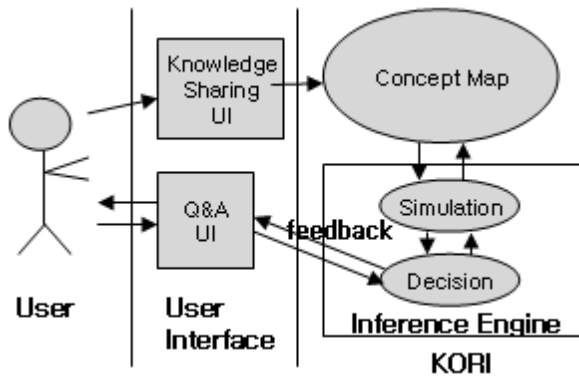 Knowledge
Sharing
UI
Concept Map
Q&A
UI
feedback
Simulation
Decision
User
User
Interface
Inference Engine
KORI